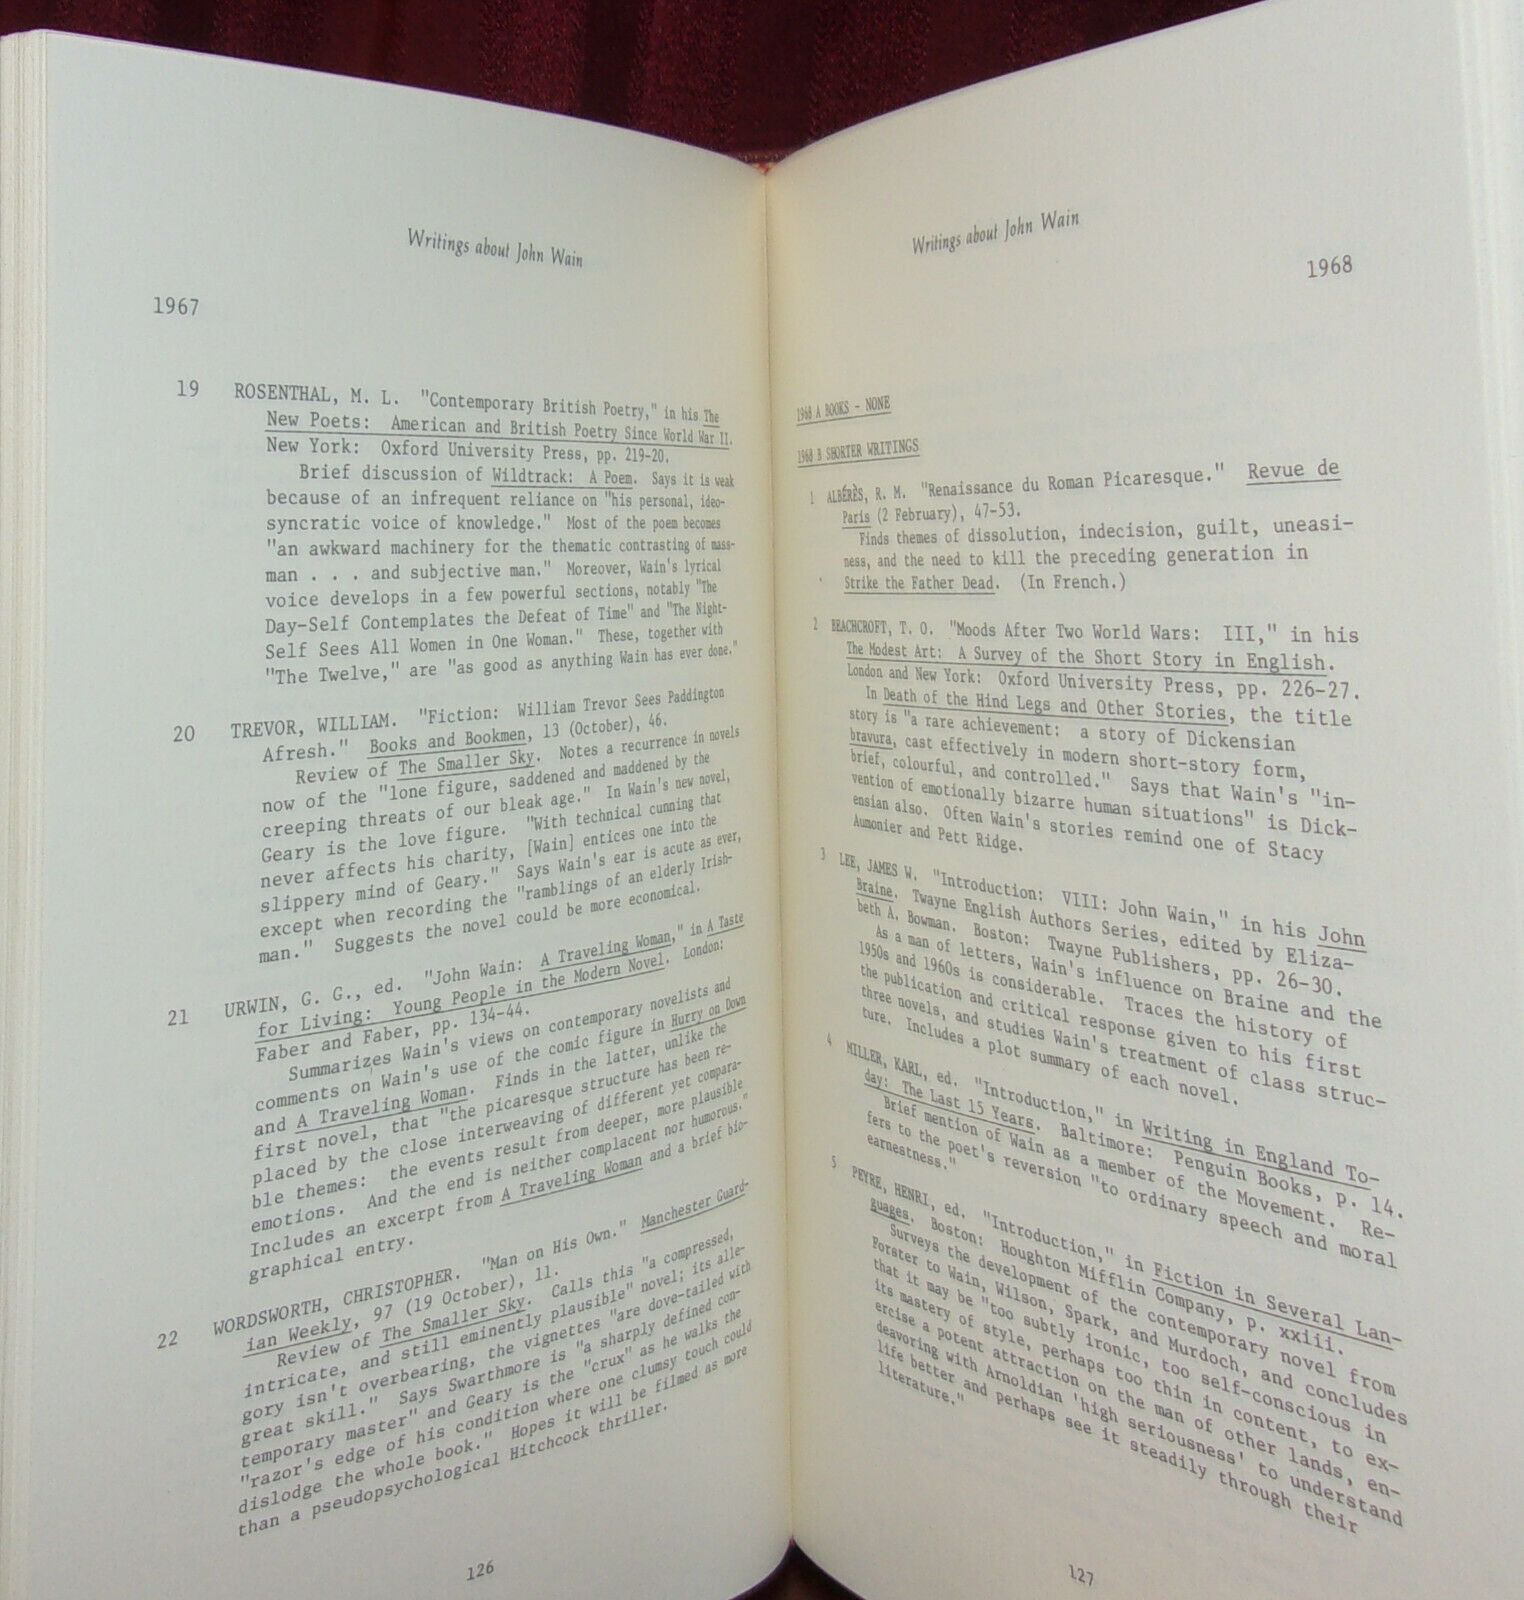 Writings about John Wain
1967
19 ROSENTHAL, M. L. "Contemporary British Poetry," in his The
New Poets: American and British Poetry Since World War II.
New York: Oxford University Press, pp. 219-20.
Brief discussion of Wildtrack: A Poem. Says it is weak
because of an infrequent reliance on "his personal, ideo-
syncratic voice of knowledge." Most of the poem becomes
"an awkward machinery for the thematic contrasting of mass-
man . . . and subjective man." Moreover, Wain's lyrical
voice develops in a few powerful sections, notably "The
Day-Self Contemplates the Defeat of Time" and "The Night-
Self Sees All Women in One Woman." These, together with
"The Twelve," are "as good as anything Wain has ever done."
20 TREVOR, WILLIAM. "Fiction: William Trevor Sees Paddington
Afresh." Books and Bookmen, 13 (October), 46.
Review of The Smaller Sky. Notes a recurrence in novels
now of the "lone figure, saddened and maddened by the
creeping threats of our bleak age." In Wain's new novel,
Geary is the love figure. "With technical cunning that
never affects his charity, [Wain] entices one into the
slippery mind of Geary." Says Wain's ear is acute as ever,
except when recording the "ramblings of an elderly Irish-
man." Suggests the novel could be more economical.
21 URWIN, G. G., ed. "John Wain: A Traveling Woman," in A Taste
for Living: Young People in the Modern Novel. London:
Faber and Faber, pp. 134-44.
Summarizes Wain's views on contemporary novelists and
comments on Wain's use of the comic figure in Hurry on Down
and A Traveling Woman. Finds in the latter, unlike the
first novel, that "the picaresque structure has been re-
placed by the close interweaving of different yet compara-
ble themes: the events result from deeper, more plausible
emotions. And the end is neither complacent nor humorous."
Includes an excerpt from A Traveling Woman and a brief bio-
graphical entry.
22 WORDSWORTH, CHRISTOPHER. "Man on His Own." Manchester Guard-
ian Weekly, 97 (19 October), 11.
Review of The Smaller Sky. Calls this "a compressed,
intricate, and still eminently plausible" novel; its alle-
gory isn't overbearing, the vignettes "are dove-tailed with
great skill." Says Swarthmore is "a sharply defined con-
temporary master" and Geary is the "crux" as he walks the
"razor's edge of his condition where one clumsy touch could
dislodge the whole book." Hopes it will be filmed as more
than a pseudopsychological Hitchcock thriller.
126
Writings about John Wain
1968
1968 A BOOKS - NONE
1968 B SHORTER WRITINGS
1 ALBÉRÈS, R. M. "Renaissance du Roman Picaresque." Revue de
Paris (2 February), 47-53.
Finds themes of dissolution, indecision, guilt, uneasi-
ness, and the need to kill the preceding generation in
Strike the Father Dead. (In French.)
2 BEACHCROFT, T. O. "Moods After Two World Wars: III," in his
The Modest Art: A Survey of the Short Story in English.
London and New York: Oxford University Press, pp. 226-27.
In Death of the Hind Legs and Other Stories, the title
story is "a rare achievement: a story of Dickensian
bravura, cast effectively in modern short-story form,
brief, colourful, and controlled." Says that Wain's "in-
vention of emotionally bizarre human situations" is Dick-
ensian also. Often Wain's stories remind one of Stacy
Aumonier and Pett Ridge.
3 LEE, JAMES W. "Introduction: VIII: John Wain," in his John
Braine. Twayne English Authors Series, edited by Eliza-
beth A. Bowman. Boston: Twayne Publishers, pp. 26-30.
As a man of letters, Wain's influence on Braine and the
1950s and 1960s is considerable. Traces the history of
the publication and critical response given to his first
three novels, and studies Wain's treatment of class struc-
ture. Includes a plot summary of each novel.
4 MILLER, KARL, ed. "Introduction," in Writing in England To-
day: The Last 15 Years. Baltimore: Penguin Books, p. 14.
Brief mention of Wain as a member of the Movement. Re-
fers to the poet's reversion "to ordinary speech and moral
earnestness."
5 PEYRE, HENRI, ed. "Introduction," in Fiction in Several Lan-
guages. Boston: Houghton Mifflin Company, p. xxiii.
Surveys the development of the contemporary novel from
Forster to Wain, Wilson, Spark, and Murdoch, and concludes
that it may be "too subtly ironic, too self-conscious in
its mastery of style, perhaps too thin in content, to ex-
ercise a potent attraction on the man of other lands, en-
deavoring with Arnoldian 'high seriousness' to understand
life better and perhaps see it steadily through their
literature."
127